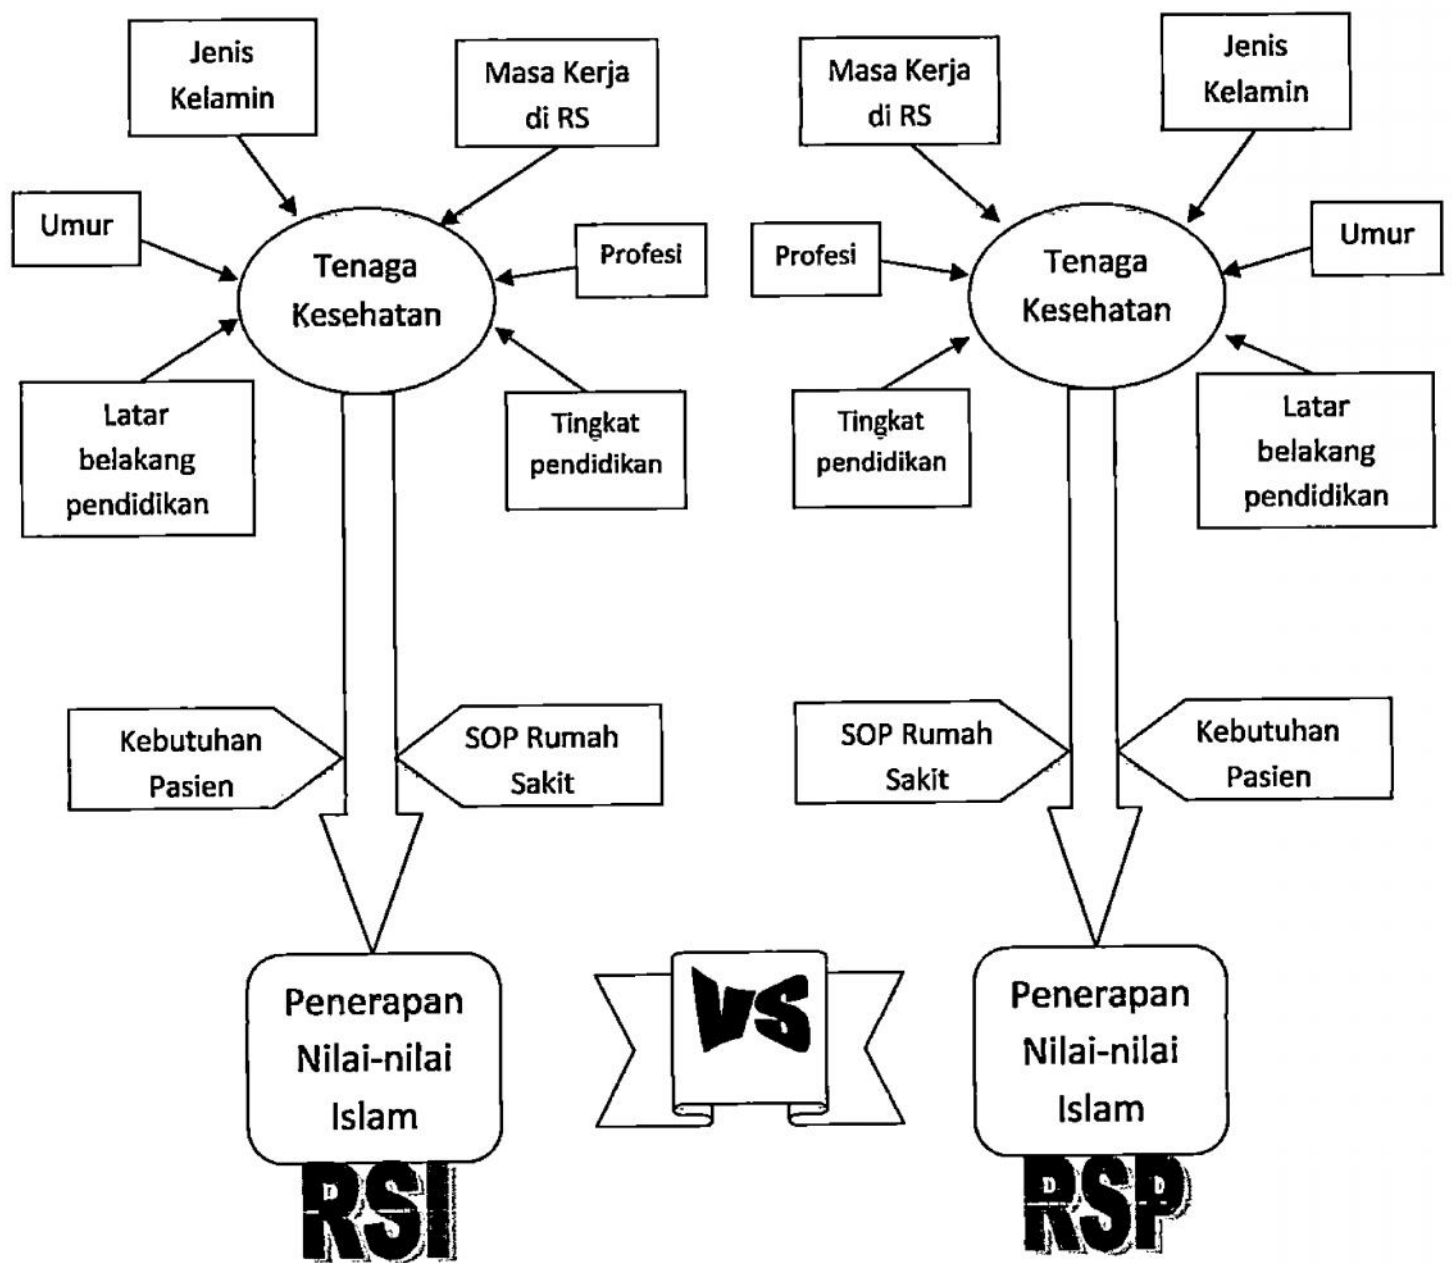 Jenis
Kelamin
Masa Kerja
di RS
Umur
Tenaga
Kesehatan
Profesi
Latar
belakang
pendidikan
Tingkat
pendidikan
Kebutuhan
Pasien
SOP Rumah
Sakit
Penerapan
Nilai-nilai
Islam
RSI
VS
Masa Kerja
di RS
Jenis
Kelamin
Profesi
Tenaga
Kesehatan
Umur
Tingkat
pendidikan
Latar
belakang
pendidikan
SOP Rumah
Sakit
Kebutuhan
Pasien
Penerapan
Nilai-nilai
Islam
RSP